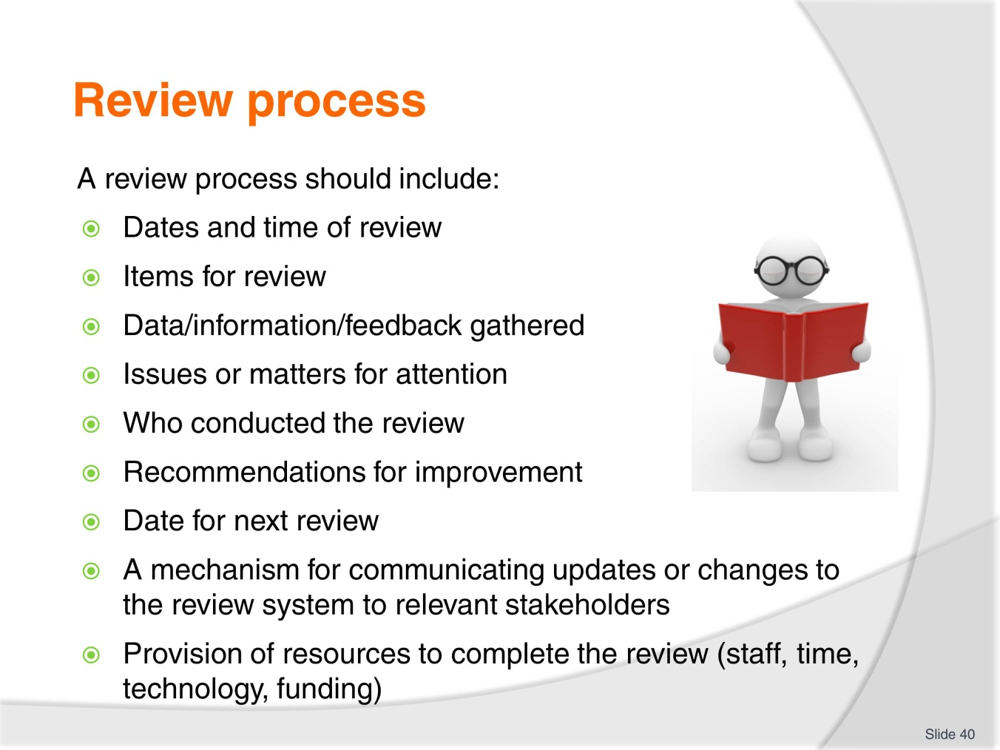 Review process
A review process should include:
Dates and time of review
Items for review
Data/information/feedback gathered
Issues or matters for attention
Who conducted the review
Recommendations for improvement
Date for next review
A mechanism for communicating updates or changes to
the review system to relevant stakeholders
Provision of resources to complete the review (staff, time,
technology, funding)
Slide 40